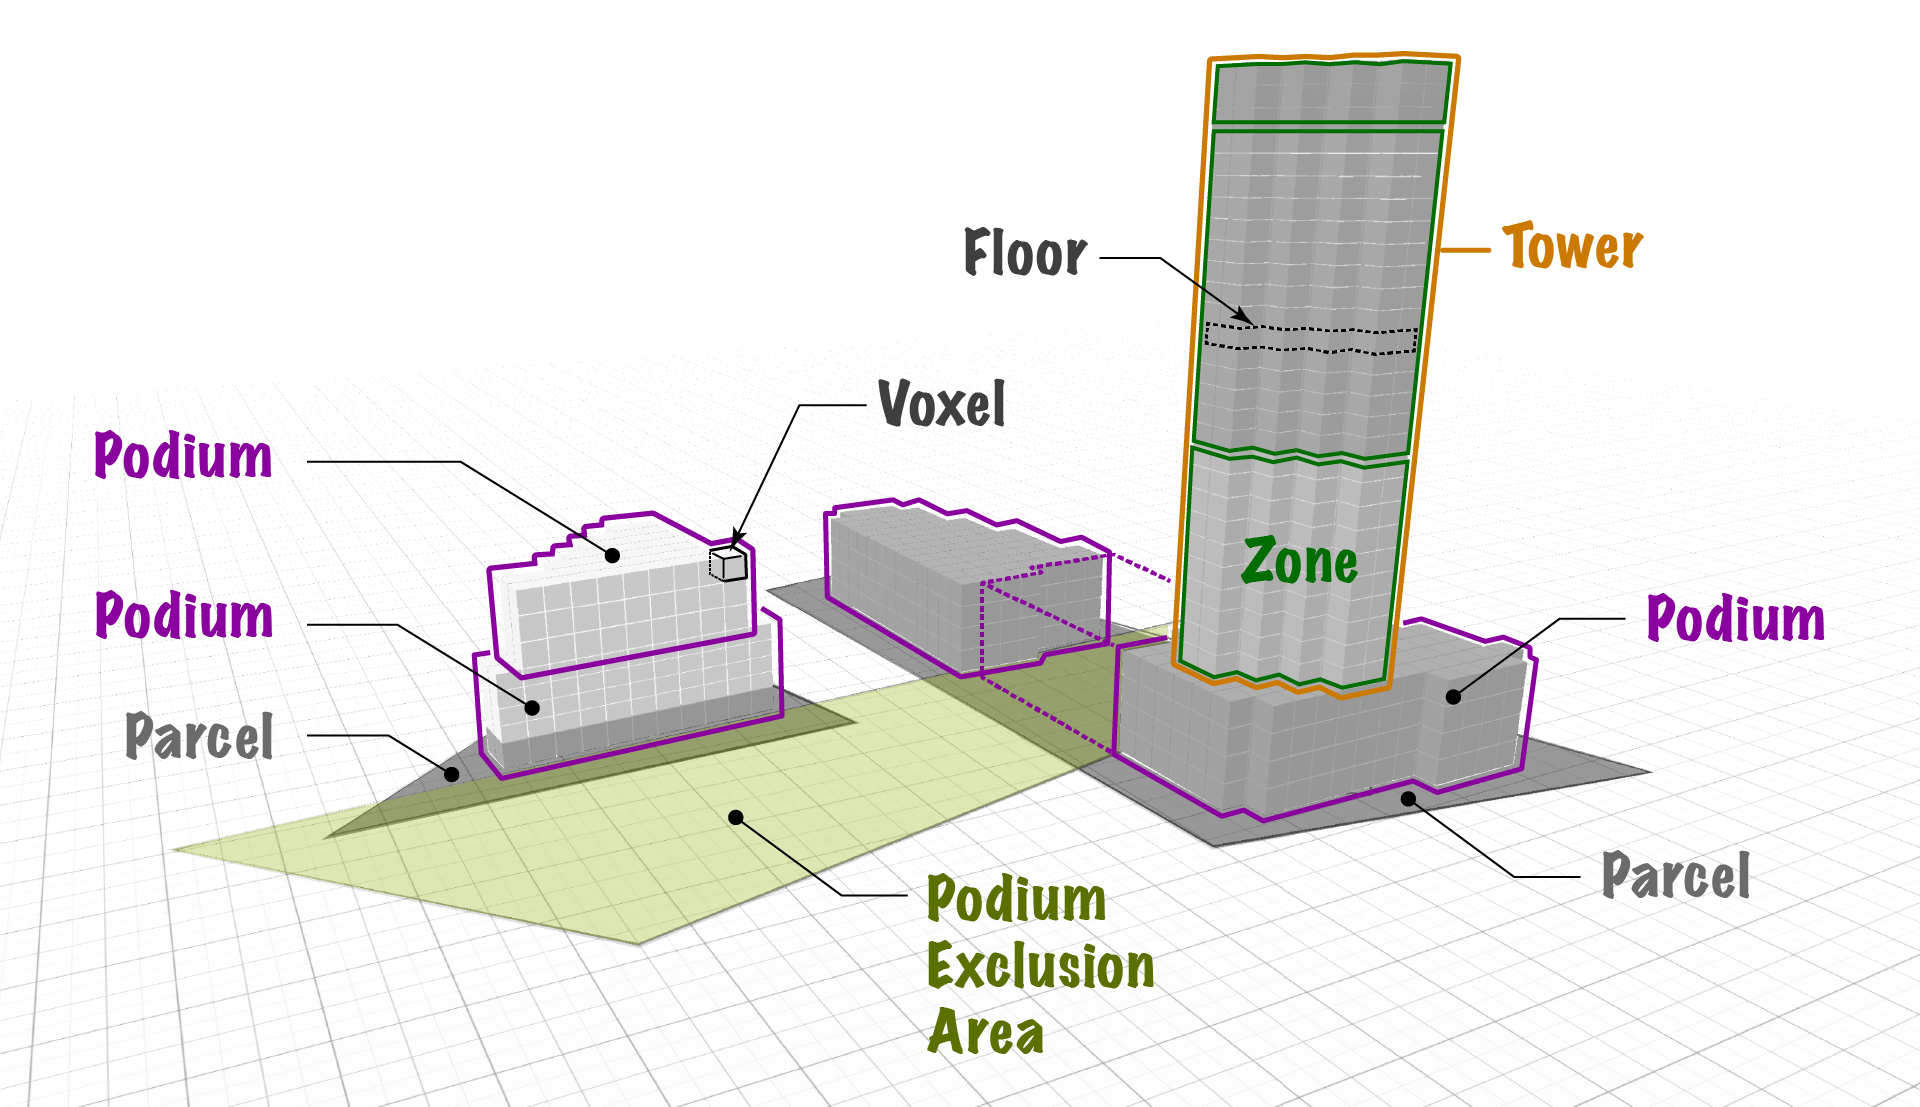 Tower
Floor
Voxel
Podium
Zone
Podium
Podium
Parcel
Parcel
Podium
Exclusion
Area